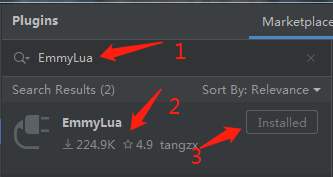 Plugins
Marketplace
EmmyLua
1
Search Results (2)
Sort By: Relevance
2
EmmyLua
Installed
224.9K 4.9 tangzx
3